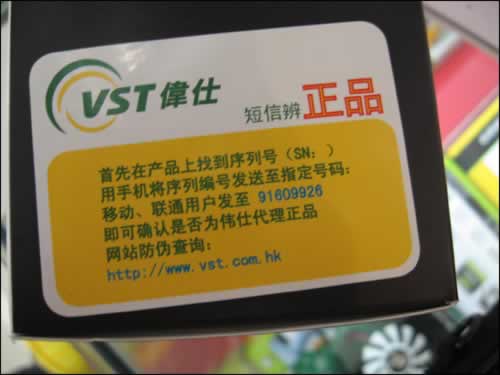 VST 偉仕
短信辨正品
首先在产品上找到序列号（SN：）
用手机将序列编号发送至指定号码：
移动、联通用户发至 91609926
即可确认是否为伟仕代理正品
网站防伪查询：
http://www.vst.com.hk